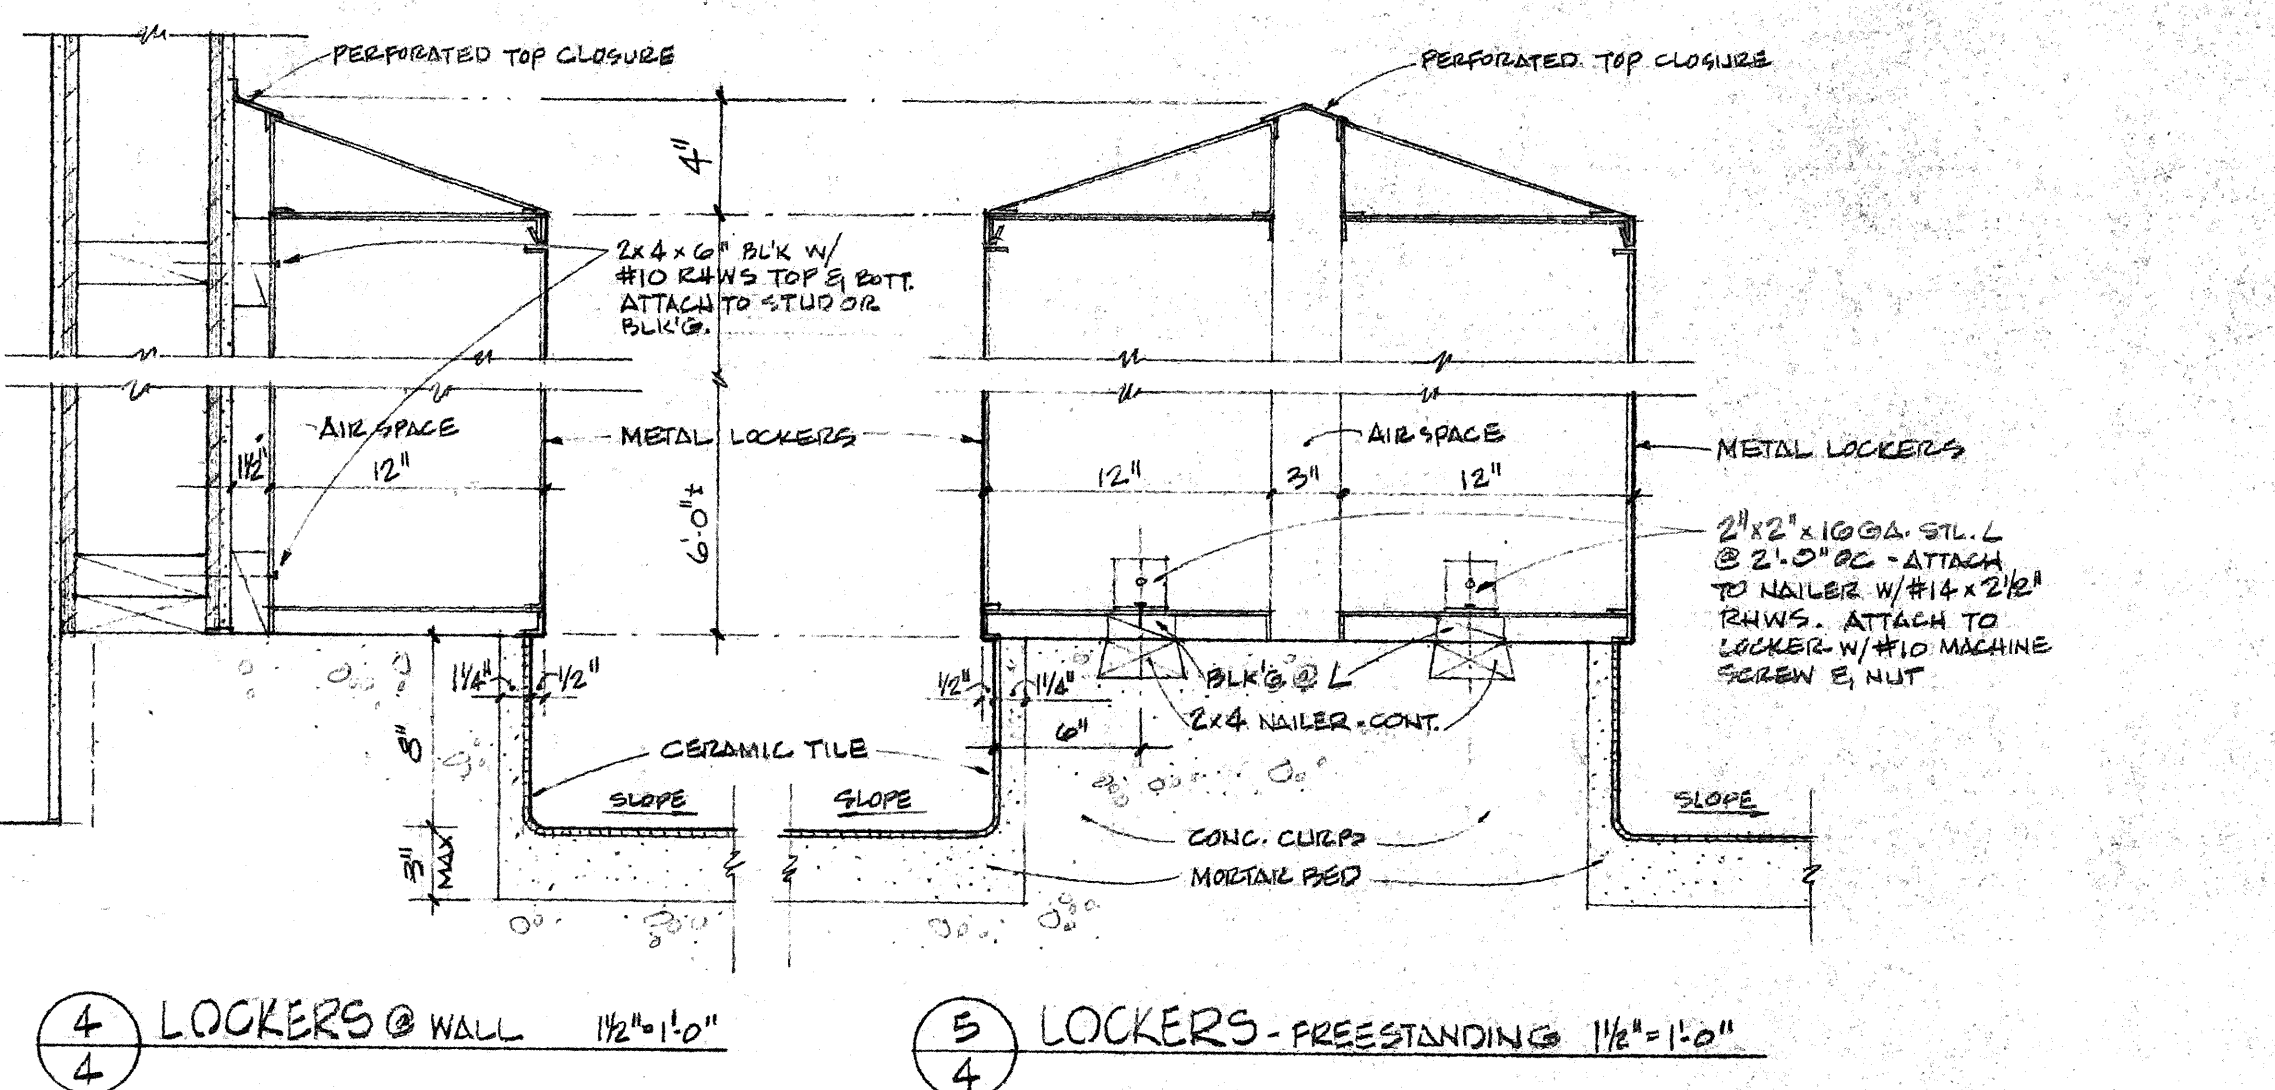 PERFORATED TOP CLOSURE
PERFORATED TOP CLOSURE
4"
2x4x6" BL'K W/
#10 RHWS TOP & BOTT.
ATTACH TO STUD OR
BLK'G.
AIR SPACE
METAL LOCKERS
AIR SPACE
METAL LOCKERS
1½"
12"
6'-0"±
12"
3"
12"
2"x2"x16GA. STL. L
@ 2'-0" OC - ATTACH
TO NAILER W/#14 x 2½"
RHWS. ATTACH TO
LOCKER W/#10 MACHINE
SCREW & NUT
1¼"
½"
½"
1¼"
BLK'G @ L
2x4 NAILER - CONT.
6"
8"
CERAMIC TILE
SLOPE
SLOPE
SLOPE
3" MAX
CONC. CURBS
MORTAR BED
4
4
LOCKERS @ WALL 1½"=1'-0"
5
4
LOCKERS - FREESTANDING 1½"=1'-0"